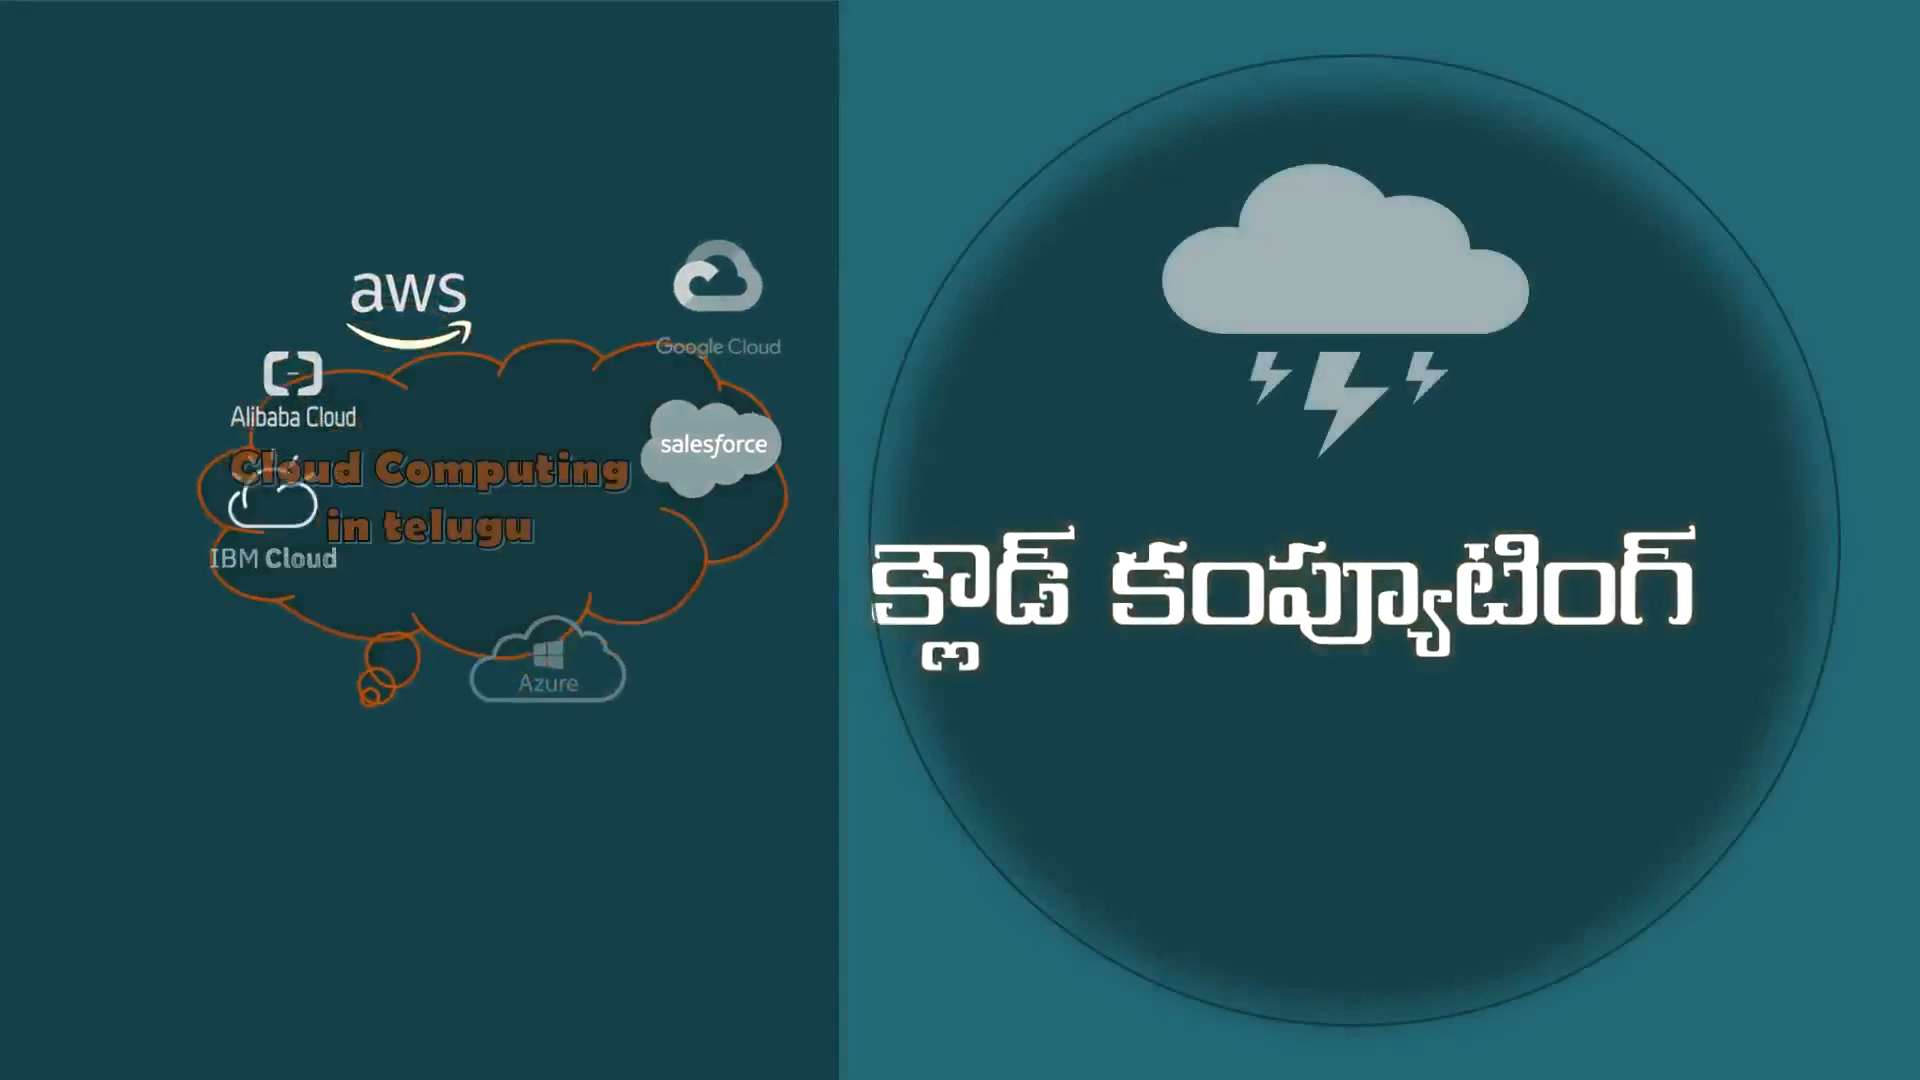 aws
Google Cloud
Alibaba Cloud
salesforce
Cloud Computing
in telugu
IBM Cloud
Azure
క్లౌడ్ కంప్యూటింగ్